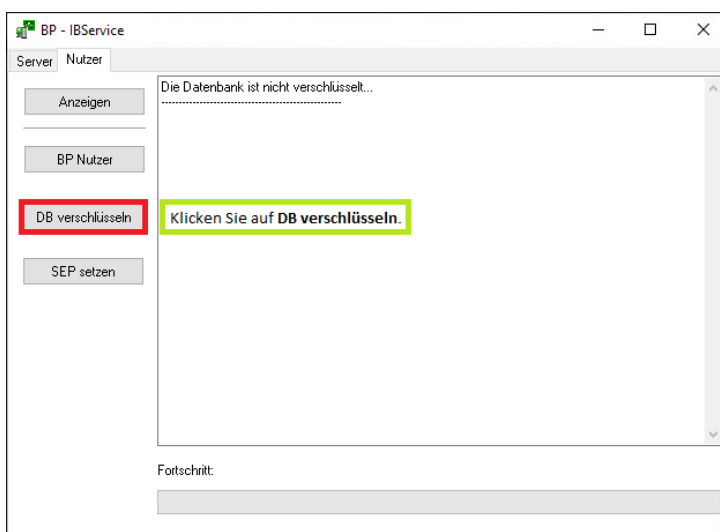 BP - IBService
Server Nutzer
Die Datenbank ist nicht verschlüsselt...
------------------------------------------------
Anzeigen
BP Nutzer
DB verschlüsseln
Klicken Sie auf DB verschlüsseln.
SEP setzen
Fortschritt: